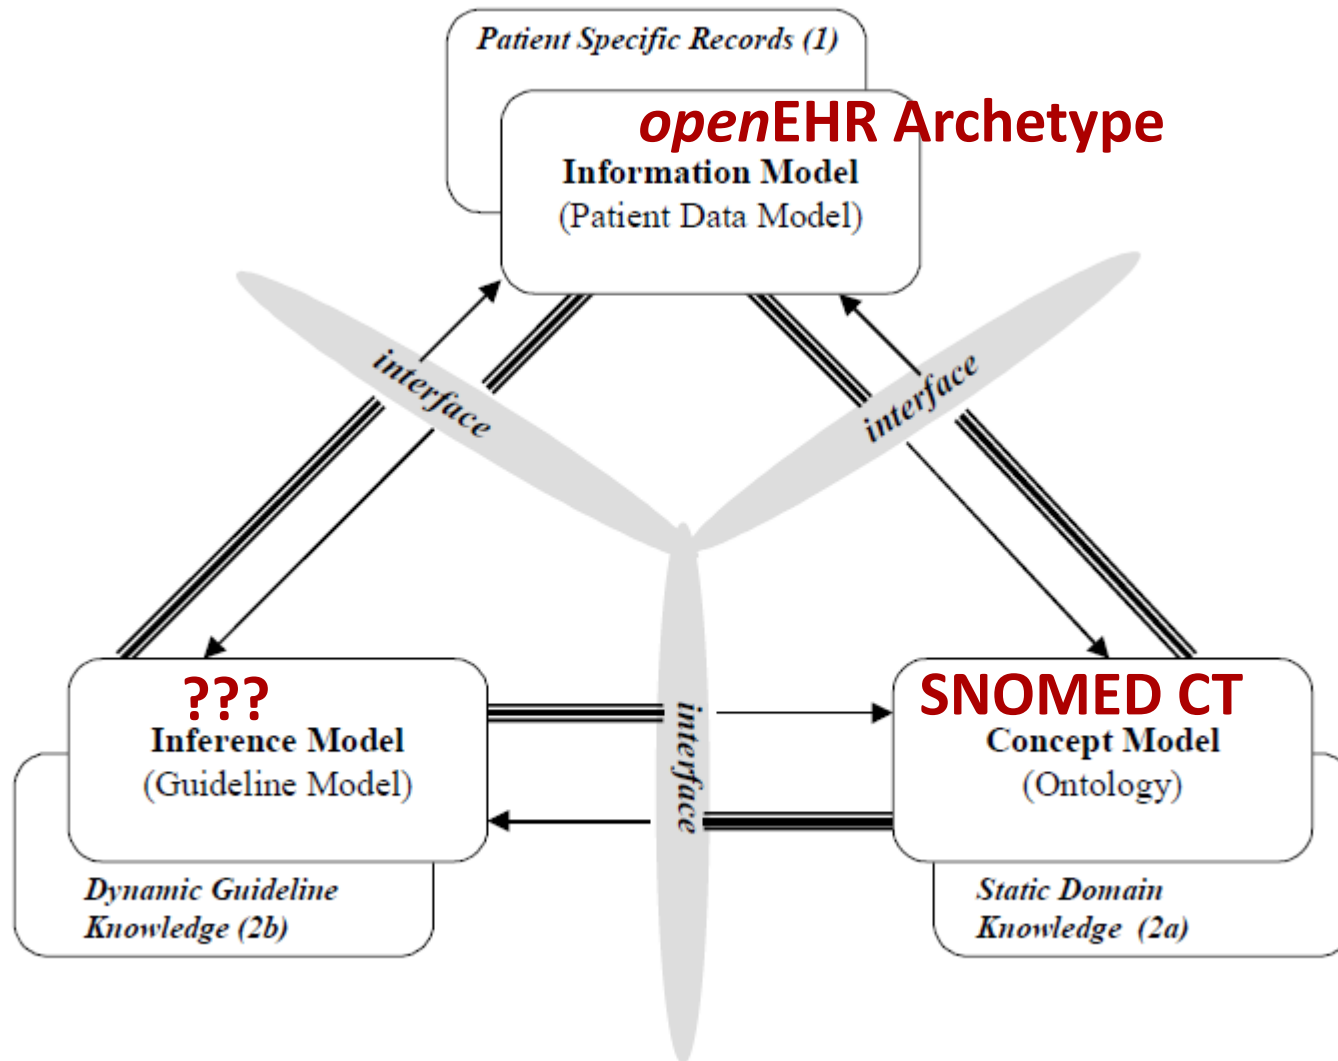 Patient Specific Records (1)
openEHR Archetype
Information Model
(Patient Data Model)
interface
interface
???
Inference Model
(Guideline Model)
interface
SNOMED CT
Concept Model
(Ontology)
Dynamic Guideline
Knowledge (2b)
Static Domain
Knowledge (2a)